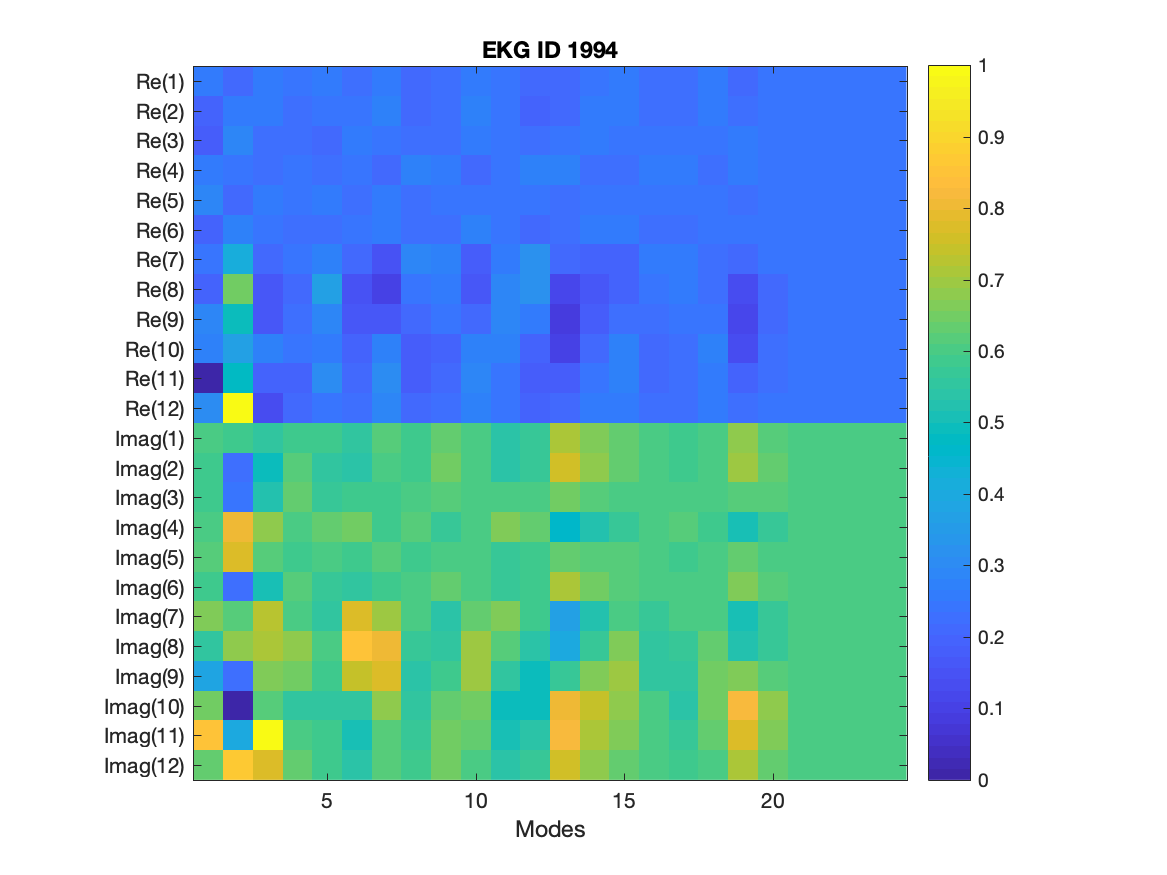 EKG ID 1994
Re(1)
Re(2)
Re(3)
Re(4)
Re(5)
Re(6)
Re(7)
Re(8)
Re(9)
Re(10)
Re(11)
Re(12)
Imag(1)
Imag(2)
Imag(3)
Imag(4)
Imag(5)
Imag(6)
Imag(7)
Imag(8)
Imag(9)
Imag(10)
Imag(11)
Imag(12)
5 10 15 20
Modes
1
0.9
0.8
0.7
0.6
0.5
0.4
0.3
0.2
0.1
0